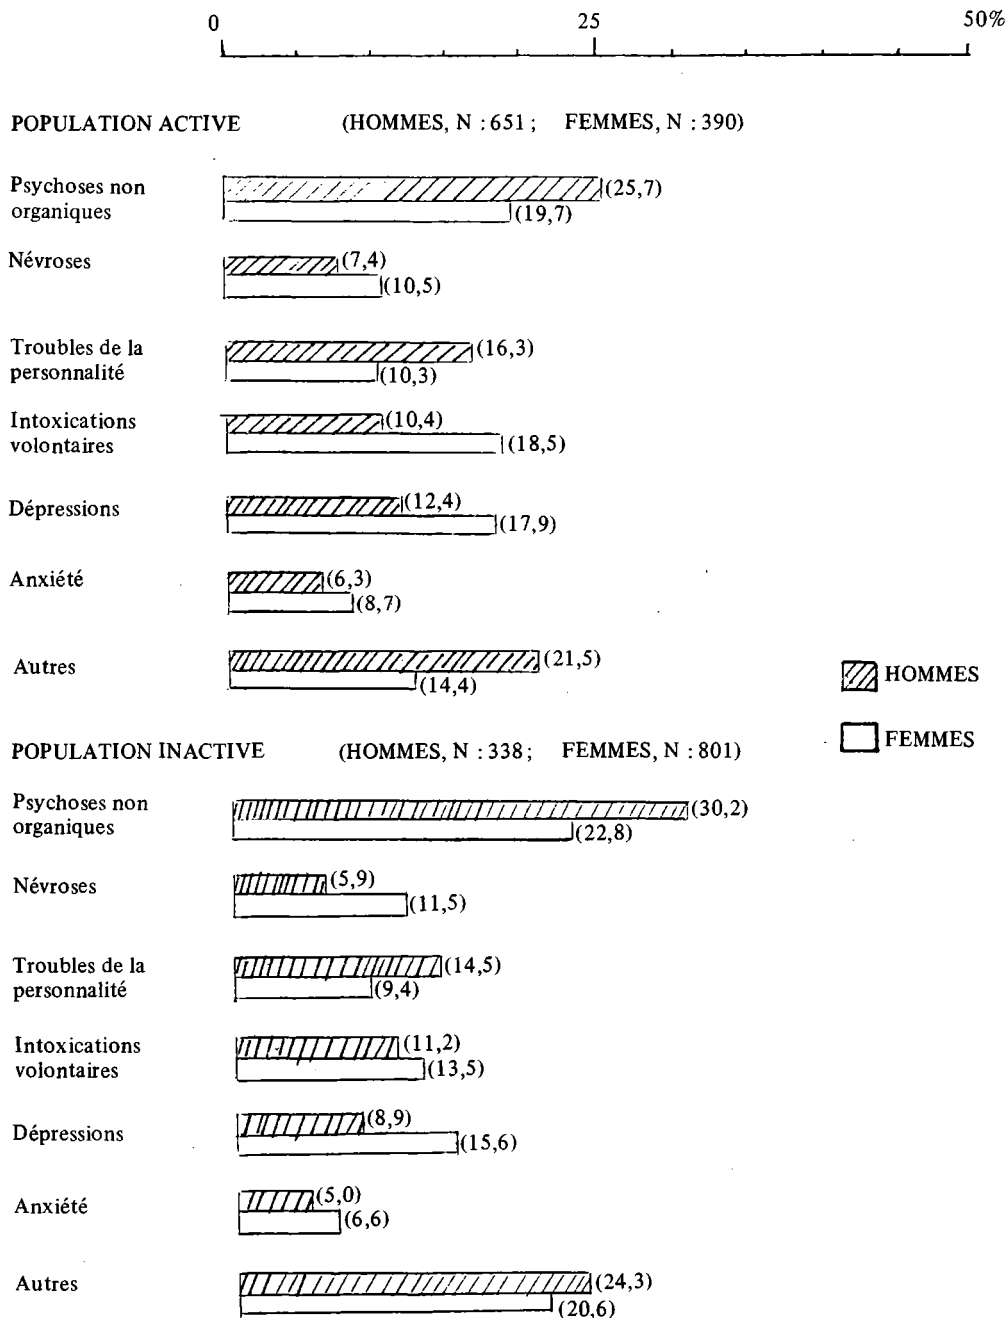 0 25 50%
POPULATION ACTIVE (HOMMES, N : 651 ; FEMMES, N : 390)
Psychoses non
organiques
(25,7)
(19,7)
Névroses
(7,4)
(10,5)
Troubles de la
personnalité
(16,3)
(10,3)
Intoxications
volontaires
(10,4)
(18,5)
Dépressions
(12,4)
(17,9)
Anxiété
(6,3)
(8,7)
Autres
(21,5)
(14,4)
HOMMES
FEMMES
POPULATION INACTIVE (HOMMES, N : 338 ; FEMMES, N : 801)
Psychoses non
organiques
(30,2)
(22,8)
Névroses
(5,9)
(11,5)
Troubles de la
personnalité
(14,5)
(9,4)
Intoxications
volontaires
(11,2)
(13,5)
Dépressions
(8,9)
(15,6)
Anxiété
(5,0)
(6,6)
Autres
(24,3)
(20,6)